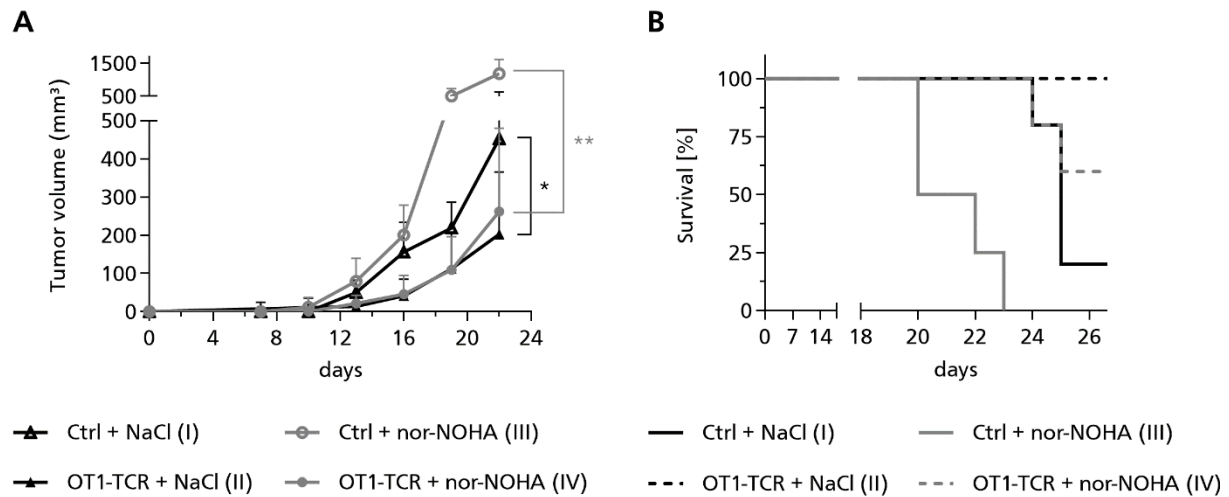 A
B
Tumor volume (mm³)
1500
500
500
400
300
200
100
0
0 4 8 12 16 20 24
days
**
*
Survival [%]
100
75
50
25
0
0 7 14 18 20 22 24 26
days
Ctrl + NaCl (I)
Ctrl + nor-NOHA (III)
OT1-TCR + NaCl (II)
OT1-TCR + nor-NOHA (IV)
Ctrl + NaCl (I)
Ctrl + nor-NOHA (III)
OT1-TCR + NaCl (II)
OT1-TCR + nor-NOHA (IV)